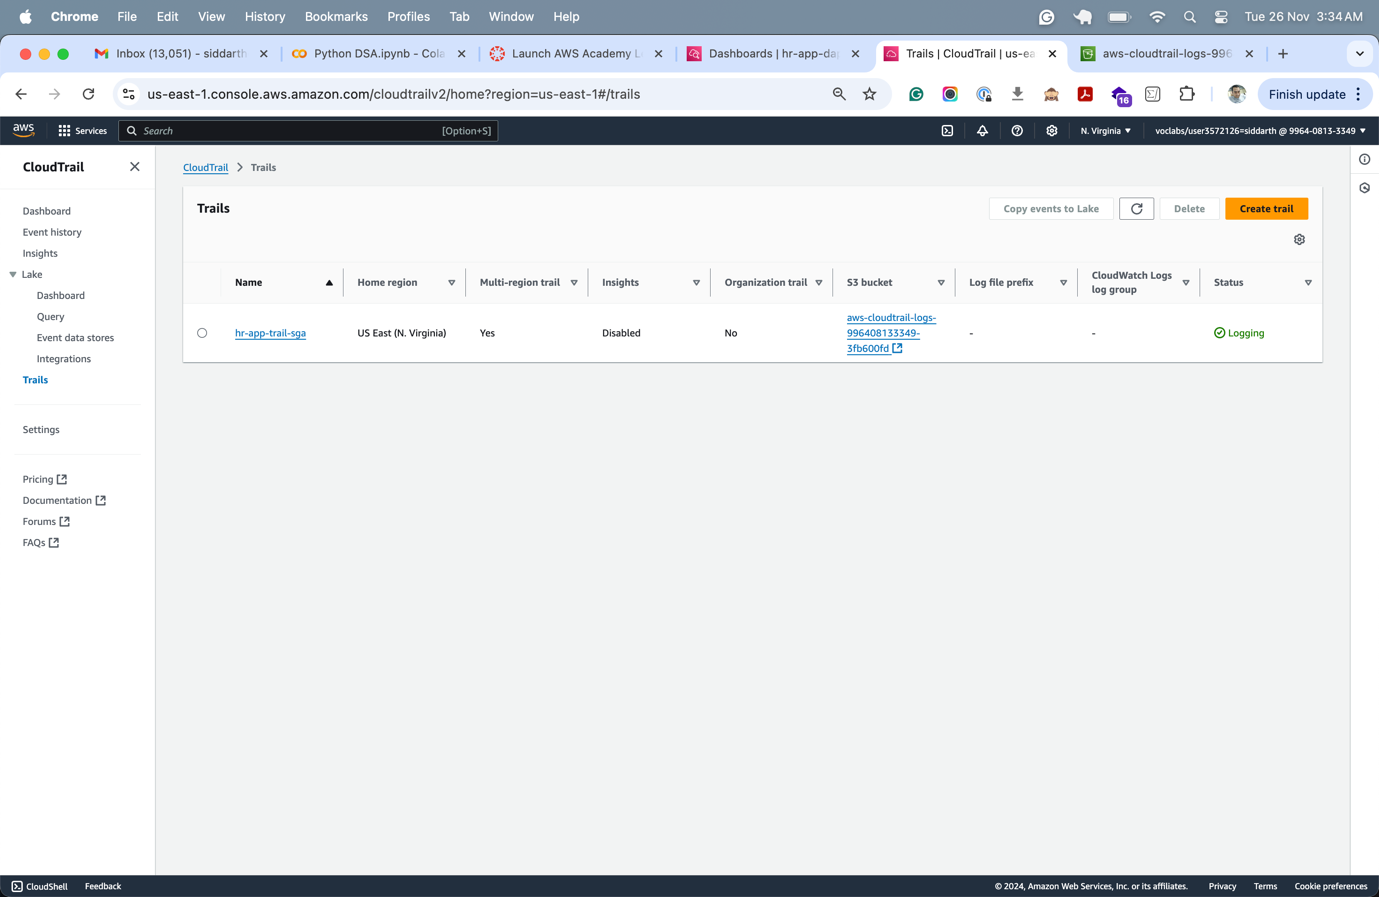 Chrome File Edit View History Bookmarks Profiles Tab Window Help Tue 26 Nov 3:34 AM
Inbox (13,051) - siddarth Python DSA.ipynb - Cola Launch AWS Academy L Dashboards | hr-app-da Trails | CloudTrail | us-ea aws-cloudtrail-logs-996
us-east-1.console.aws.amazon.com/cloudtrailv2/home?region=us-east-1#/trails 16 Finish update
aws Services Search [Option+S] N. Virginia voclabs/user3572126=siddarth @ 9964-0813-3349
CloudTrail
Dashboard
Event history
Insights
Lake
Dashboard
Query
Event data stores
Integrations
Trails
Settings
Pricing
Documentation
Forums
FAQs
CloudTrail > Trails
Trails
Copy events to Lake Delete Create trail
Name Home region Multi-region trail Insights Organization trail S3 bucket Log file prefix CloudWatch Logs
log group Status
hr-app-trail-sga US East (N. Virginia) Yes Disabled No aws-cloudtrail-logs-
996408133349-
3fb600fd - - Logging
CloudShell Feedback © 2024, Amazon Web Services, Inc. or its affiliates. Privacy Terms Cookie preferences